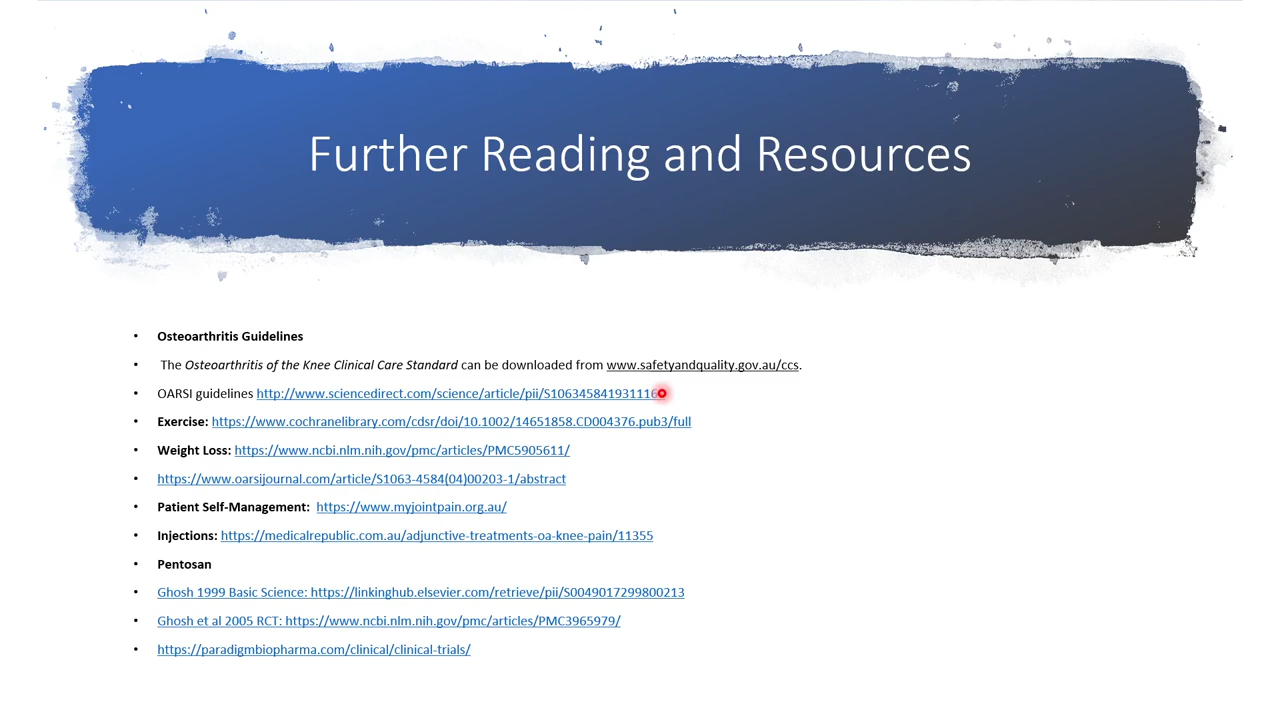 Further Reading and Resources
• Osteoarthritis Guidelines
• The Osteoarthritis of the Knee Clinical Care Standard can be downloaded from www.safetyandquality.gov.au/ccs.
• OARSI guidelines http://www.sciencedirect.com/science/article/pii/S1063458419311116
• Exercise: https://www.cochranelibrary.com/cdsr/doi/10.1002/14651858.CD004376.pub3/full
• Weight Loss: https://www.ncbi.nlm.nih.gov/pmc/articles/PMC5905611/
• https://www.oarsijournal.com/article/S1063-4584(04)00203-1/abstract
• Patient Self-Management: https://www.myjointpain.org.au/
• Injections: https://medicalrepublic.com.au/adjunctive-treatments-oa-knee-pain/11355
• Pentosan
• Ghosh 1999 Basic Science: https://linkinghub.elsevier.com/retrieve/pii/S0049017299800213
• Ghosh et al 2005 RCT: https://www.ncbi.nlm.nih.gov/pmc/articles/PMC3965979/
• https://paradigmbiopharma.com/clinical/clinical-trials/